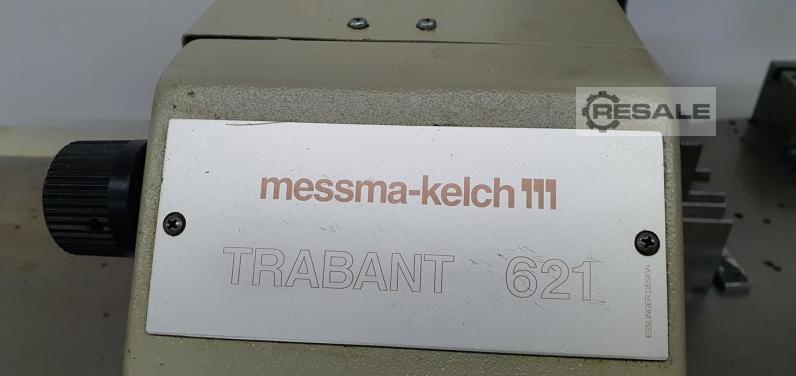 RESALE
messma-kelch
TRABANT 621
ESSLINGER DESIGN